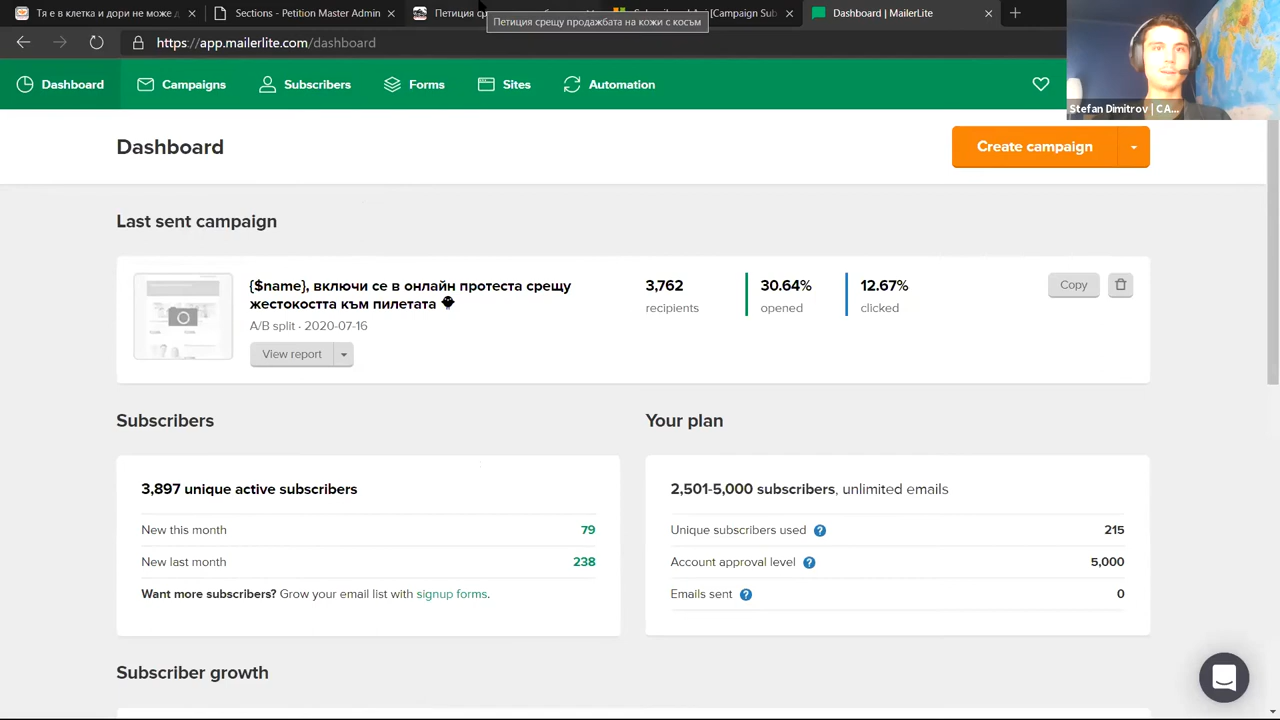 Тя е в клетка и дори не може д
Sections - Petition Master Admin
Петиция ср
Campaign Sub
Dashboard | MailerLite
Петиция срещу продажбата на кожи с косъм
https://app.mailerlite.com/dashboard
Dashboard
Campaigns
Subscribers
Forms
Sites
Automation
Stefan Dimitrov | CA...
Dashboard
Create campaign
Last sent campaign
{$name}, включи се в онлайн протеста срещу
жестокостта към пилетата
A/B split · 2020-07-16
View report
3,762
recipients
30.64%
opened
12.67%
clicked
Copy
Subscribers
3,897 unique active subscribers
New this month 79
New last month 238
Want more subscribers? Grow your email list with signup forms.
Your plan
2,501-5,000 subscribers, unlimited emails
Unique subscribers used ? 215
Account approval level ? 5,000
Emails sent ? 0
Subscriber growth